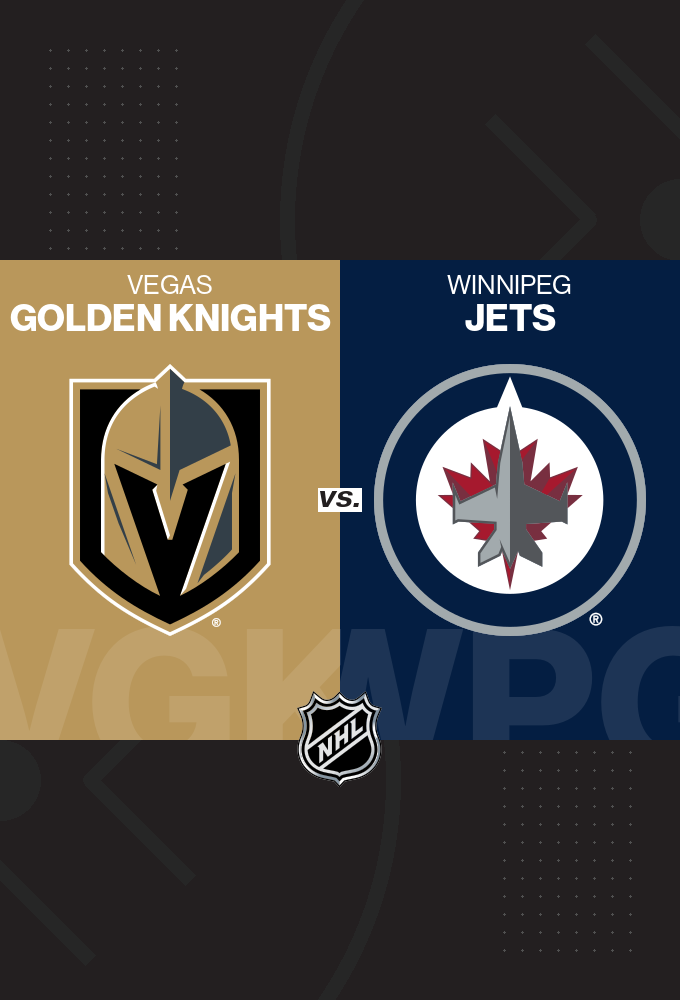 VEGAS
GOLDEN KNIGHTS
WINNIPEG
JETS
vs.
®
®
VGK
WPG
NHL